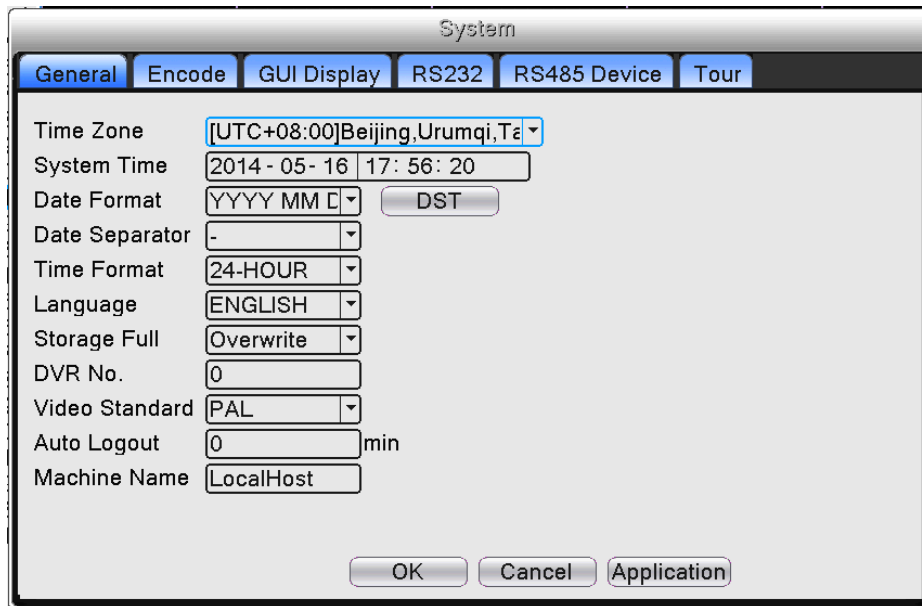 System
General Encode GUI Display RS232 RS485 Device Tour
Time Zone [UTC+08:00]Beijing,Urumqi,Ta
System Time 2014 - 05 - 16 17 : 56 : 20
Date Format YYYY MM D DST
Date Separator -
Time Format 24-HOUR
Language ENGLISH
Storage Full Overwrite
DVR No. 0
Video Standard PAL
Auto Logout 0 min
Machine Name LocalHost
OK Cancel Application